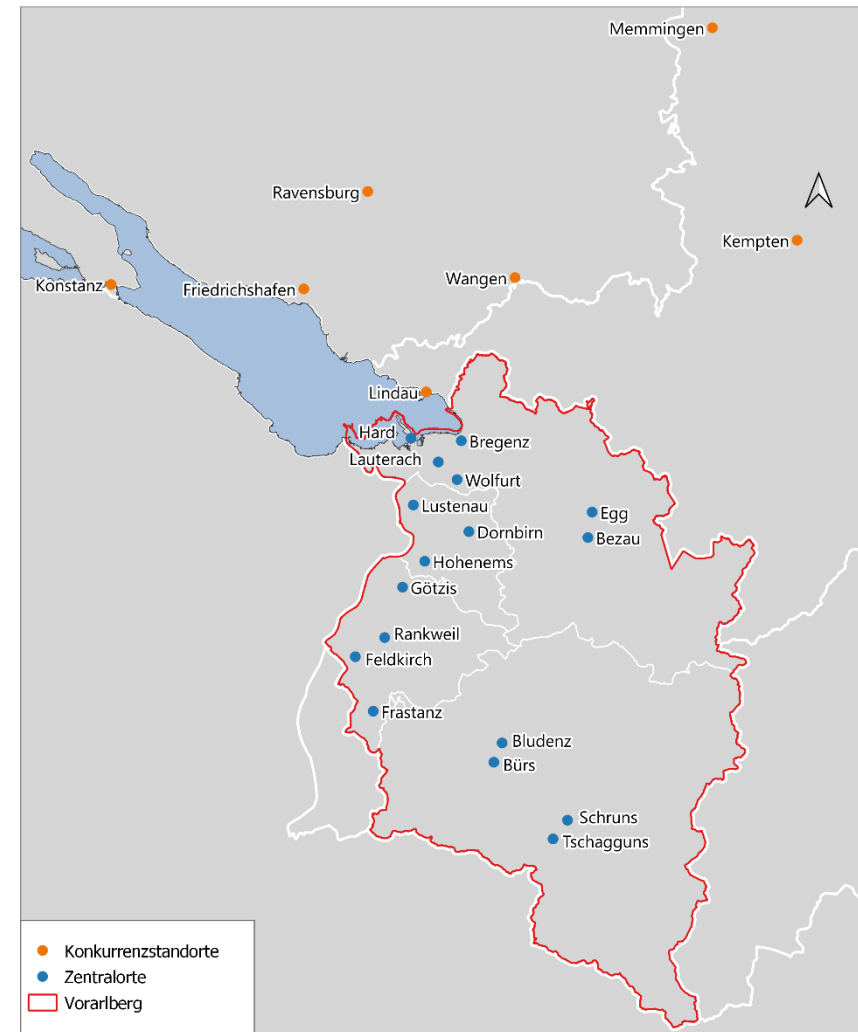 Memmingen
Ravensburg
Kempten
Wangen
Konstanz
Friedrichshafen
Lindau
Hard
Bregenz
Lauterach
Wolfurt
Lustenau
Egg
Dornbirn
Bezau
Hohenems
Götzis
Rankweil
Feldkirch
Frastanz
Bludenz
Bürs
Schruns
Tschagguns
Konkurrenzstandorte
Zentralorte
Vorarlberg